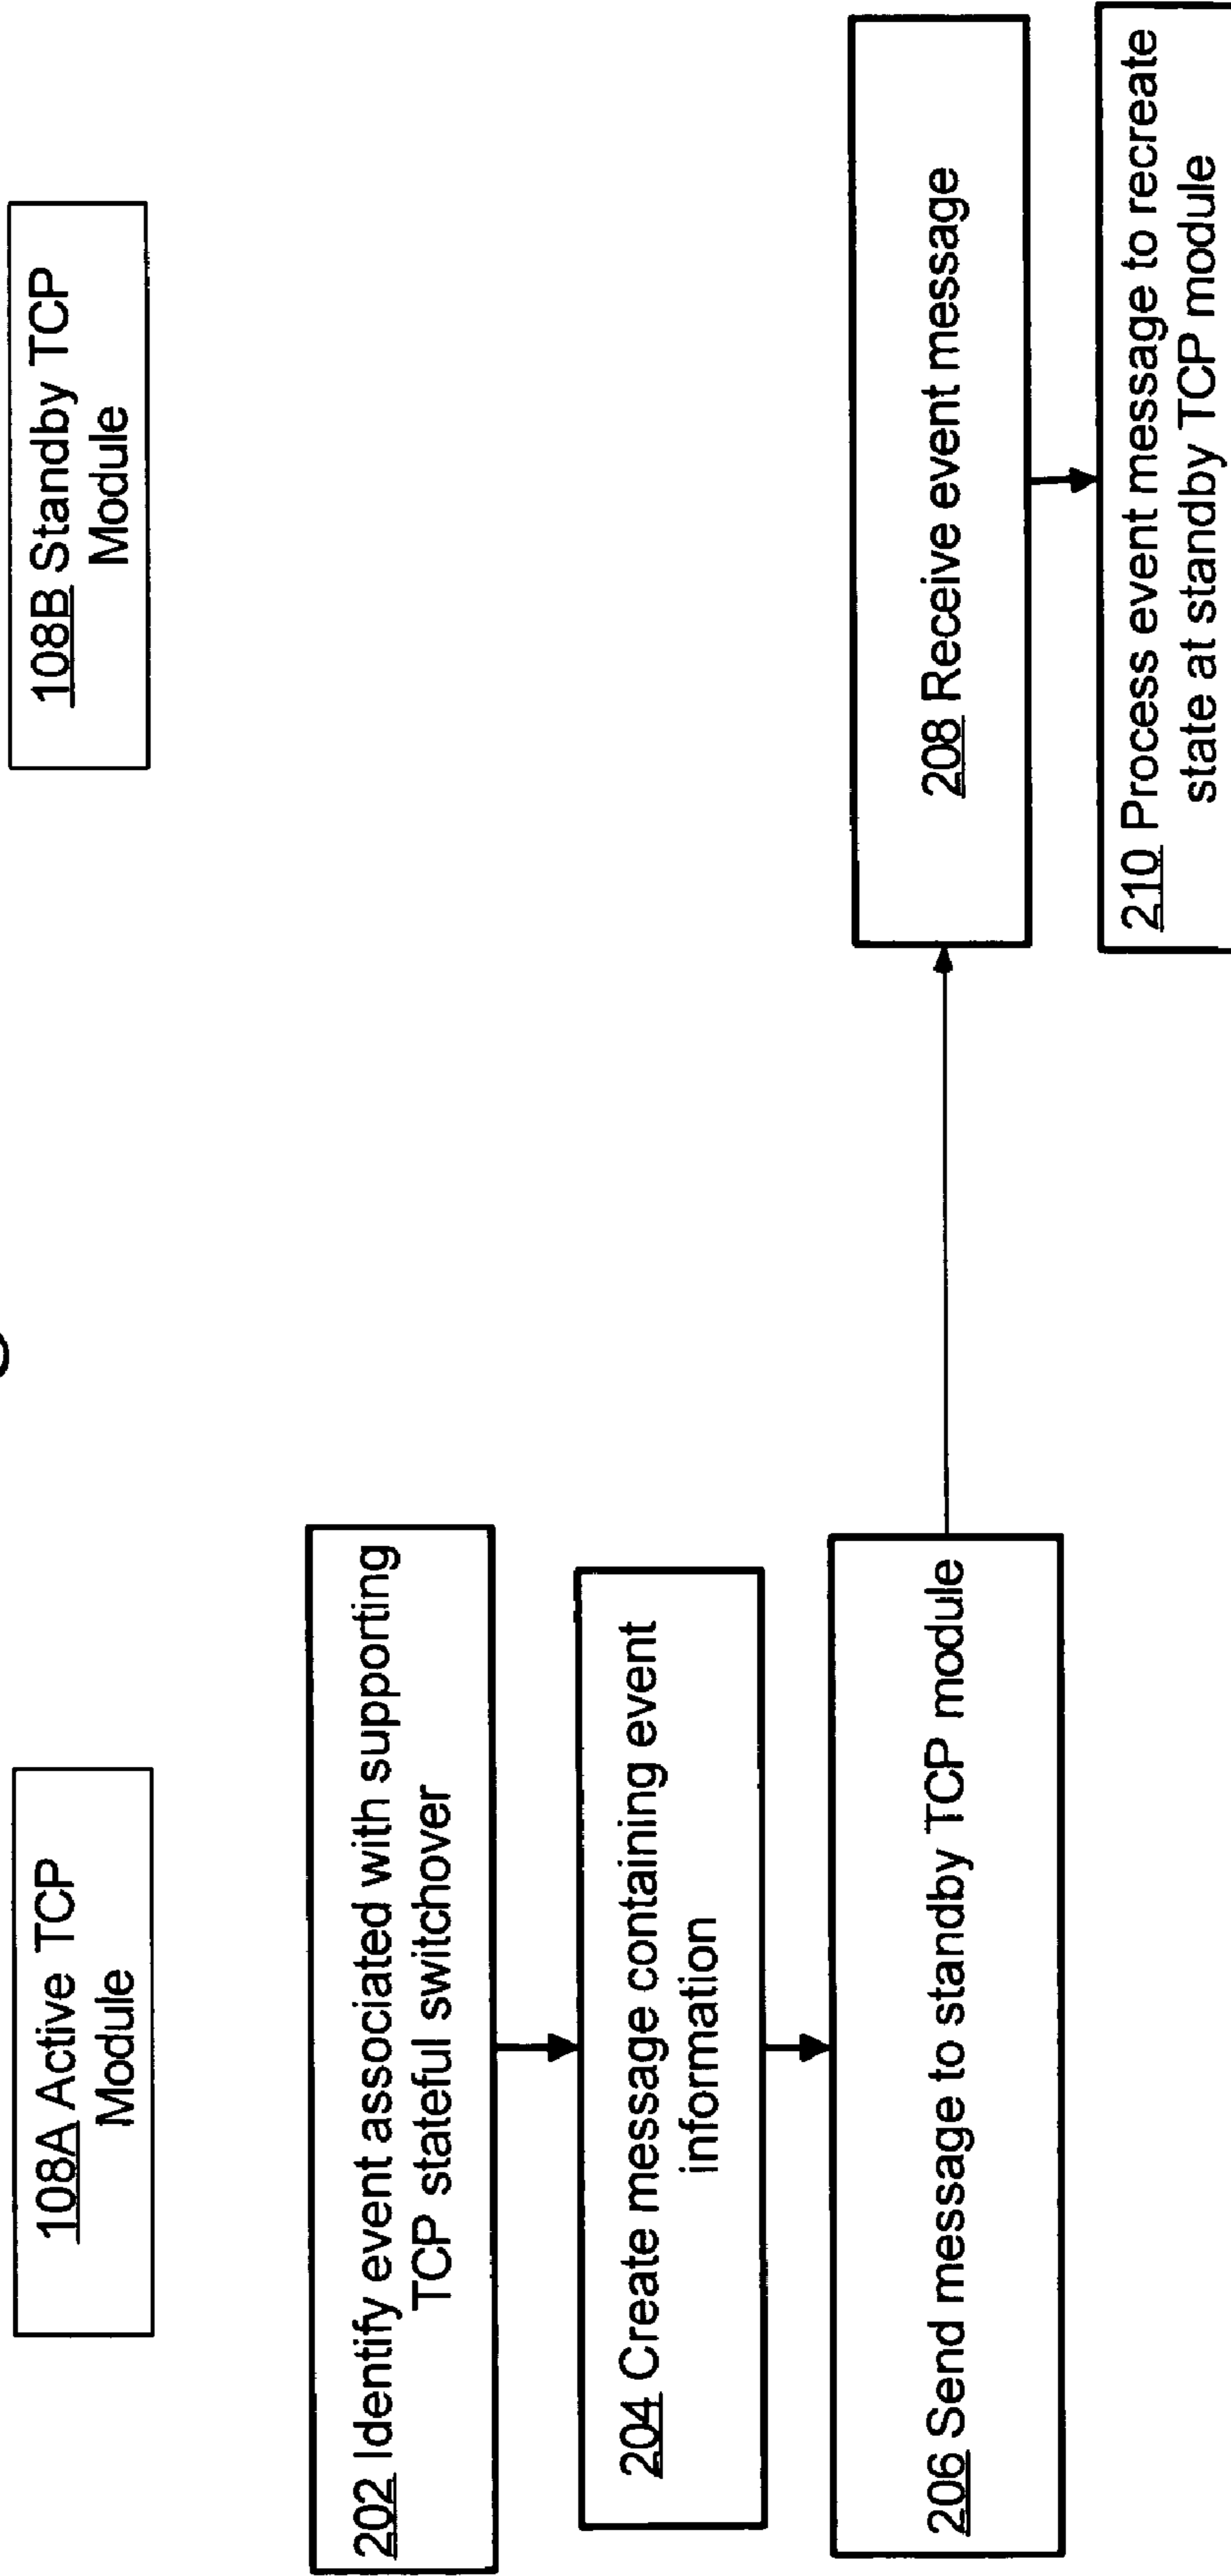 108A Active TCP
Module
108B Standby TCP
Module
202 Identify event associated with supporting
TCP stateful switchover
204 Create message containing event
information
206 Send message to standby TCP module
208 Receive event message
210 Process event message to recreate
state at standby TCP module